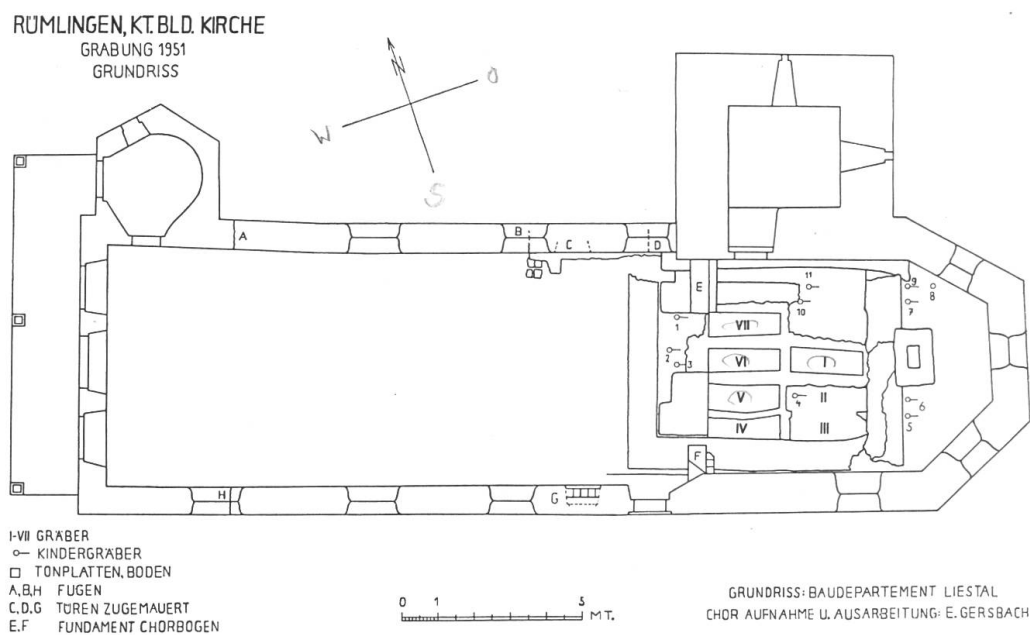 RÜMLINGEN, KT. BLD. KIRCHE
GRABUNG 1951
GRUNDRISS
N
O
W
S
A
B
C
D
E
11
10
9
8
7
1
2
3
VII
VI
I
V
4
II
IV
III
6
5
F
H
G
I-VII GRÄBER
KINDERGRÄBER
TONPLATTEN, BODEN
A,B,H FUGEN
C,D,G TÜREN ZUGEMAUERT
E.F FUNDAMENT CHORBOGEN
0 1 5 MT.
GRUNDRISS: BAUDEPARTEMENT LIESTAL
CHOR AUFNAHME U. AUSARBEITUNG: E. GERSBACH